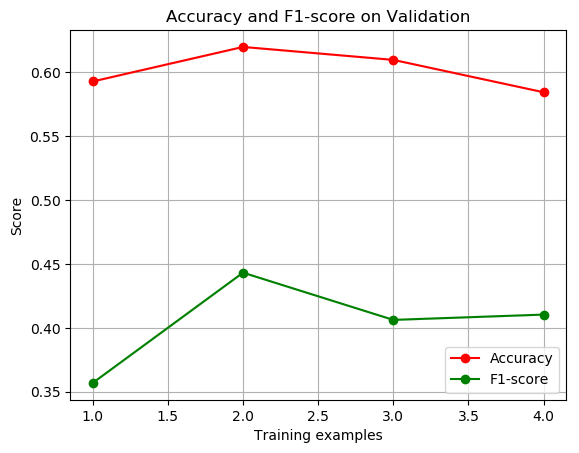 Accuracy and F1-score on Validation
0.60
0.55
0.50
0.45
0.40
0.35
Score
1.0 1.5 2.0 2.5 3.0 3.5 4.0
Training examples
Accuracy
F1-score